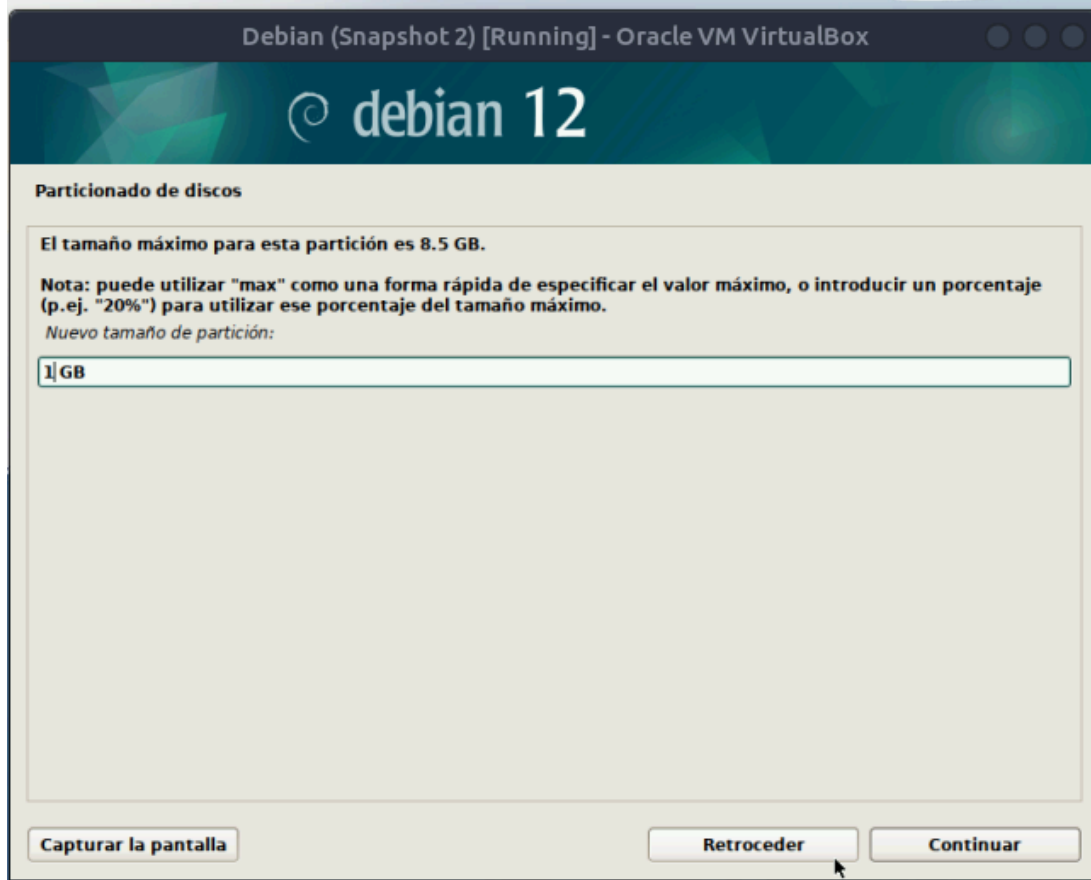 Debian (Snapshot 2) [Running] - Oracle VM VirtualBox
debian 12
Particionado de discos
El tamaño máximo para esta partición es 8.5 GB.
Nota: puede utilizar "max" como una forma rápida de especificar el valor máximo, o introducir un porcentaje
(p.ej. "20%") para utilizar ese porcentaje del tamaño máximo.
Nuevo tamaño de partición:
1 GB
Capturar la pantalla
Retroceder
Continuar